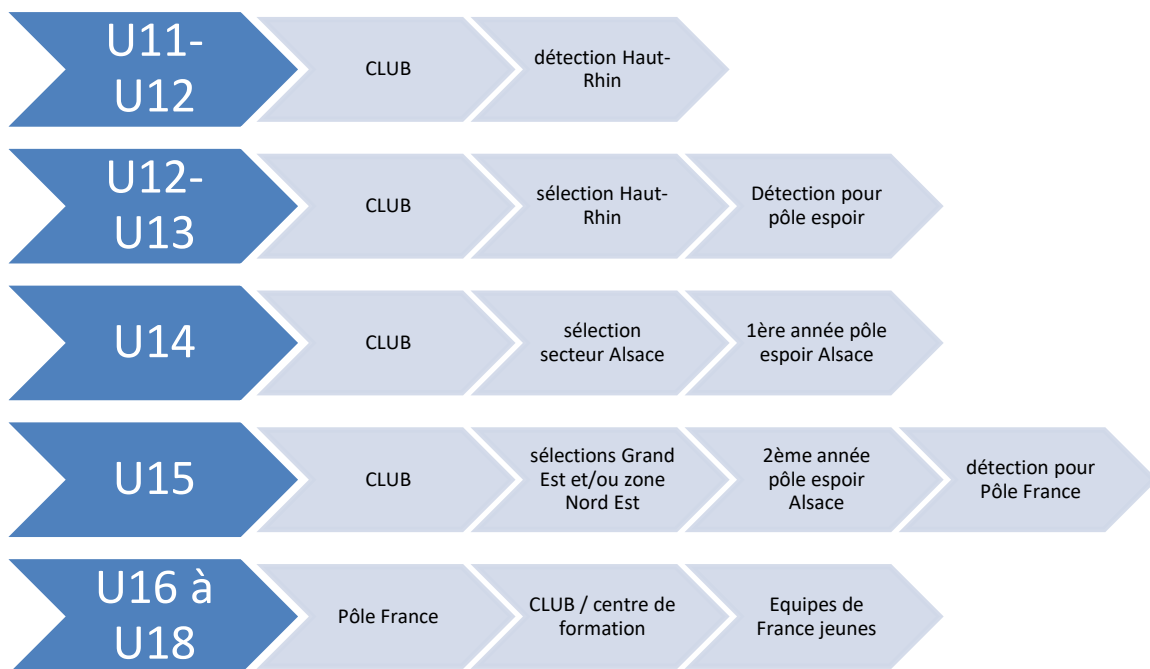 U11-
U12
CLUB
détection Haut-
Rhin
U12-
U13
CLUB
sélection Haut-
Rhin
Détection pour
pôle espoir
U14
CLUB
sélection
secteur Alsace
1ère année pôle
espoir Alsace
U15
CLUB
sélections Grand
Est et/ou zone
Nord Est
2ème année
pôle espoir
Alsace
détection pour
Pôle France
U16 à
U18
Pôle France
CLUB / centre de
formation
Equipes de
France jeunes